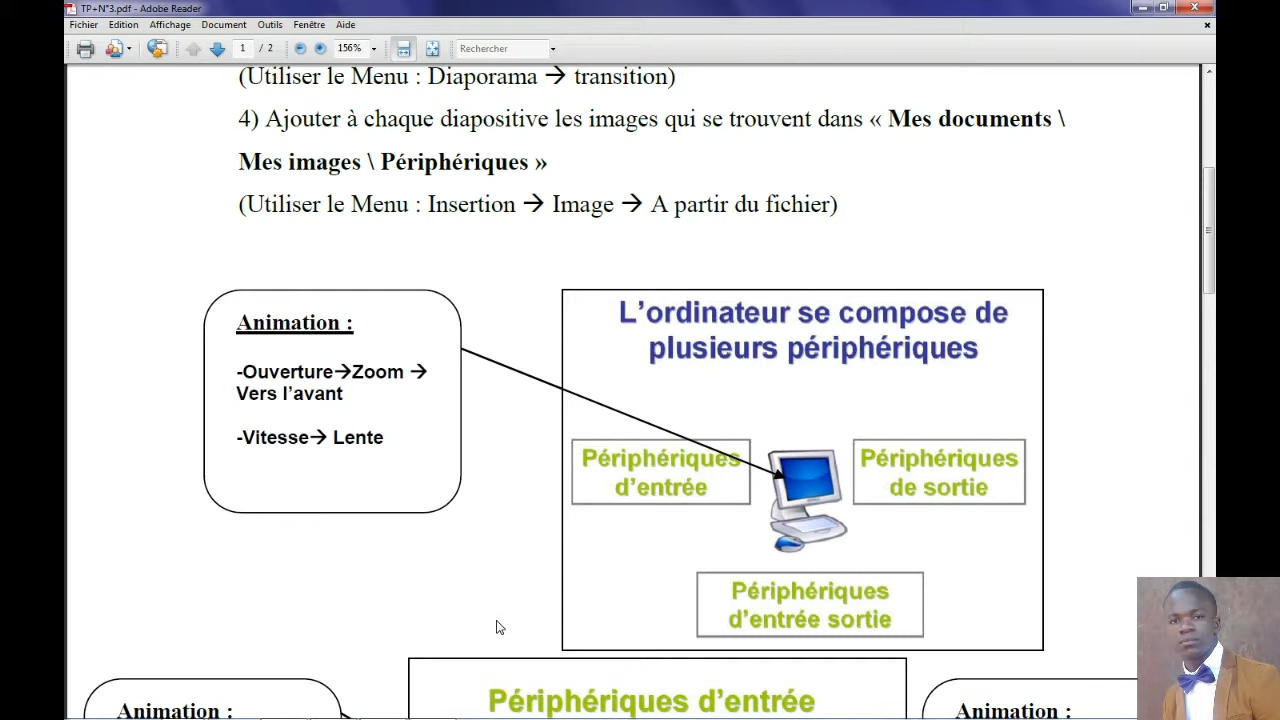 TP+N°3.pdf - Adobe Reader
Fichier Edition Affichage Document Outils Fenêtre Aide
1 / 2 156% Rechercher
(Utiliser le Menu : Diaporama → transition)
4) Ajouter à chaque diapositive les images qui se trouvent dans « Mes documents \
Mes images \ Périphériques »
(Utiliser le Menu : Insertion → Image → A partir du fichier)
Animation :
-Ouverture→Zoom →
Vers l’avant
-Vitesse→ Lente
L’ordinateur se compose de
plusieurs périphériques
Périphériques
d’entrée
Périphériques
de sortie
Périphériques
d’entrée sortie
Animation :
Périphériques d’entrée
Animation :